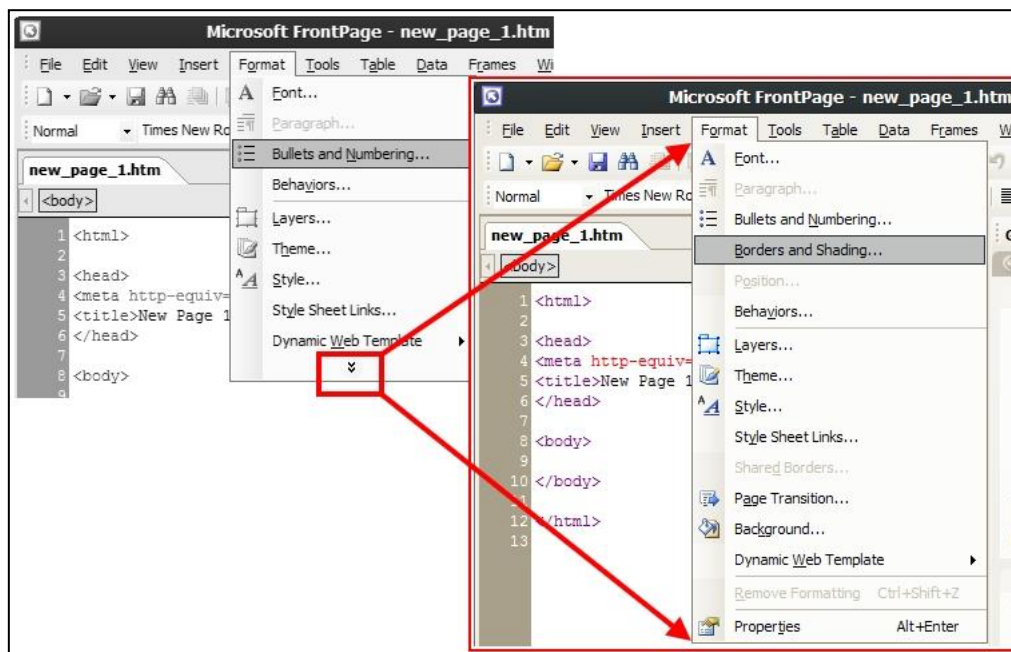 Microsoft FrontPage - new_page_1.htm
File Edit View Insert Format Tools Table Data Frames Wi
Normal Times New Ro
new_page_1.htm
<body>
1 <html>
2
3 <head>
4 <meta http-equiv=
5 <title>New Page 1
6 </head>
7
8 <body>
9
Font...
Paragraph...
Bullets and Numbering...
Behaviors...
Layers...
Theme...
Style...
Style Sheet Links...
Dynamic Web Template
Microsoft FrontPage - new_page_1.htm
File Edit View Insert Format Tools Table Data Frames W
Normal Times New Ro
new_page_1.htm
<body>
1 <html>
2
3 <head>
4 <meta http-equiv=
5 <title>New Page 1
6 </head>
7
8 <body>
9
10 </body>
11
12 </html>
13
Font...
Paragraph...
Bullets and Numbering...
Borders and Shading...
Position...
Behaviors...
Layers...
Theme...
Style...
Style Sheet Links...
Shared Borders...
Page Transition...
Background...
Dynamic Web Template
Remove Formatting Ctrl+Shift+Z
Properties Alt+Enter